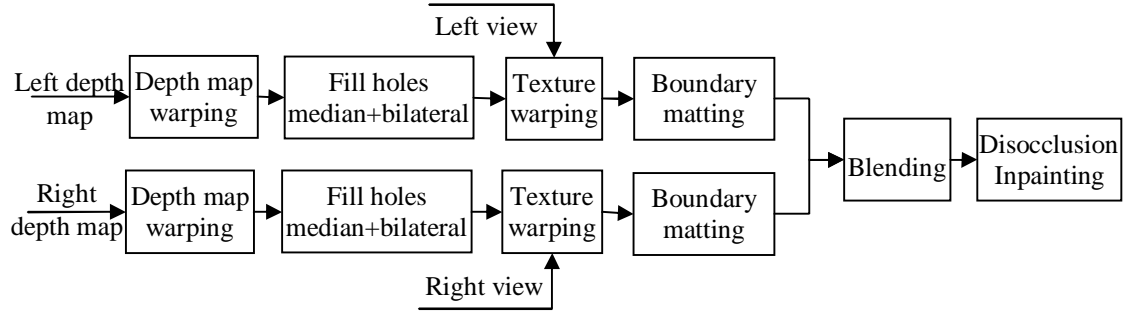 Left view
Left depth
map
Depth map
warping
Fill holes
median+bilateral
Texture
warping
Boundary
matting
Right
depth map
Depth map
warping
Fill holes
median+bilateral
Texture
warping
Boundary
matting
Right view
Blending
Disocclusion
Inpainting